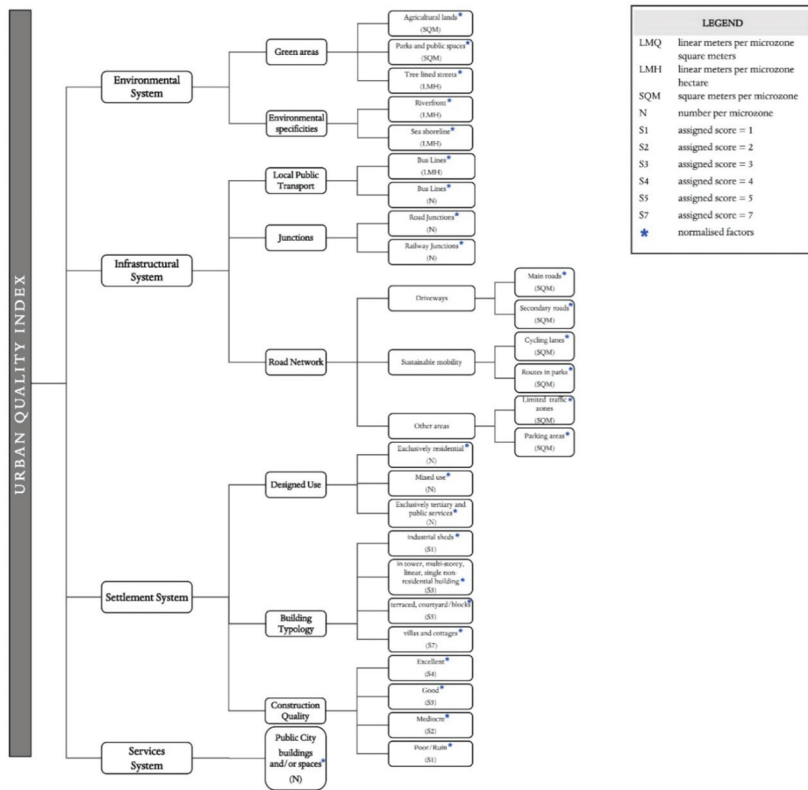 URBAN QUALITY INDEX
Environmental
System
Green areas
Agricultural lands*
(SQM)
Parks and public spaces*
(SQM)
Tree lined streets*
(LMH)
Environmental
specificities
Riverfront*
(LMH)
Sea shoreline*
(LMH)
Infrastructural
System
Local Public
Transport
Bus Lines*
(LMH)
Bus Lines*
(N)
Junctions
Road Junctions*
(N)
Railway Junctions*
(N)
Road Network
Driveways
Main roads*
(SQM)
Secondary roads*
(SQM)
Sustainable mobility
Cycling lanes*
(SQM)
Routes in parks*
(SQM)
Other areas
Limited traffic*
zones
(SQM)
Parking areas*
(SQM)
Settlement System
Designed Use
Exclusively residential*
(N)
Mixed use*
(N)
Exclusively tertiary and
public services*
(N)
Building
Typology
industrial sheds*
(S1)
in tower, multi-storey,
linear, single non-
residential building*
(S3)
terraced, courtyard/blocks*
(S5)
villas and cottages*
(S7)
Construction
Quality
Excellent*
(S4)
Good*
(S3)
Mediocre*
(S2)
Poor/Ruin*
(S1)
Services
System
Public City
buildings
and/or spaces*
(N)
LEGEND
LMQ linear meters per microzone
square meters
LMH linear meters per microzone
hectare
SQM square meters per microzone
N number per microzone
S1 assigned score = 1
S2 assigned score = 2
S3 assigned score = 3
S4 assigned score = 4
S5 assigned score = 5
S7 assigned score = 7
* normalised factors